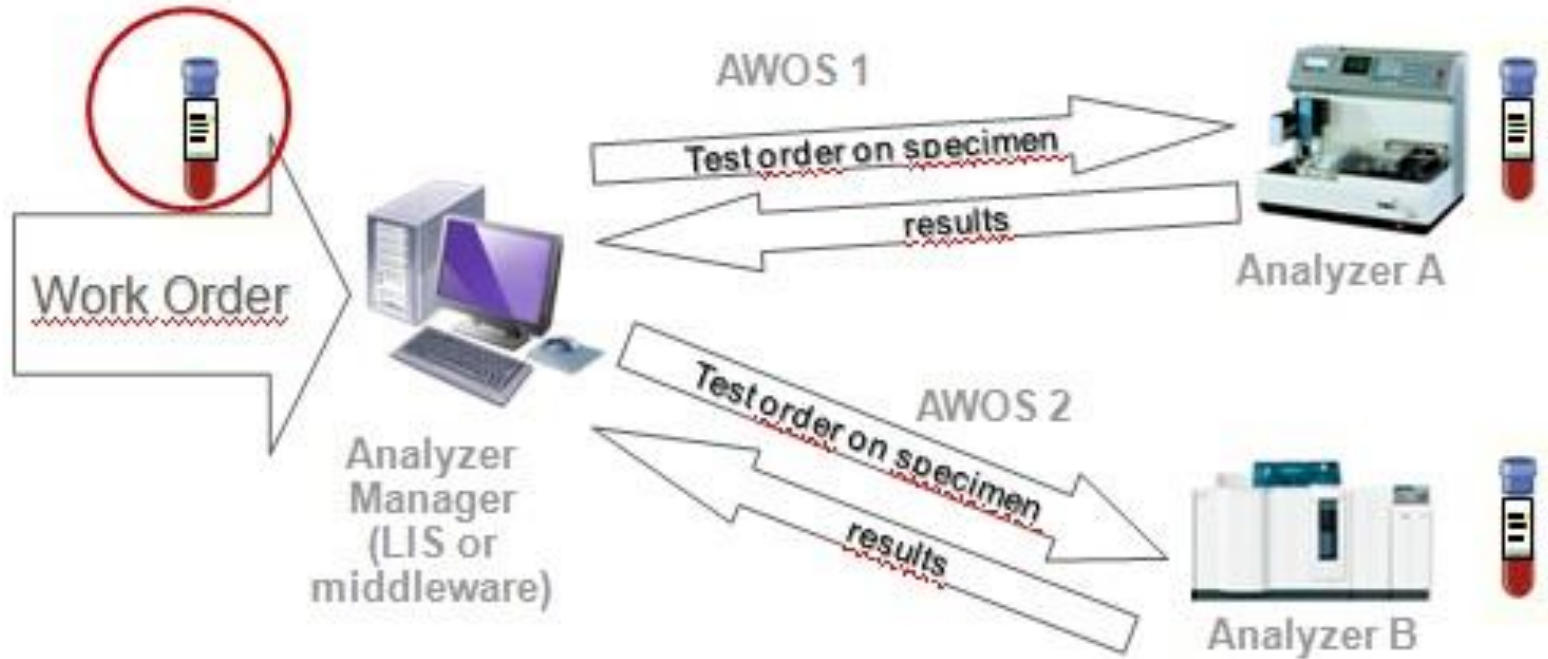 AWOS 1
Test order on specimen
results
Analyzer A
Work Order
Analyzer
Manager
(LIS or
middleware)
AWOS 2
Test order on specimen
results
Analyzer B